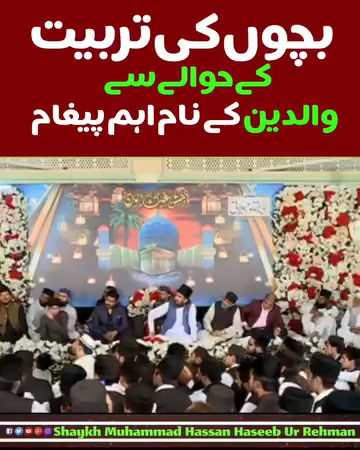 بچوں کی تربیت
کے حوالے سے
والدین کے نام اہم پیغام
Shaykh Muhammad Hassan Haseeb Ur Rehman